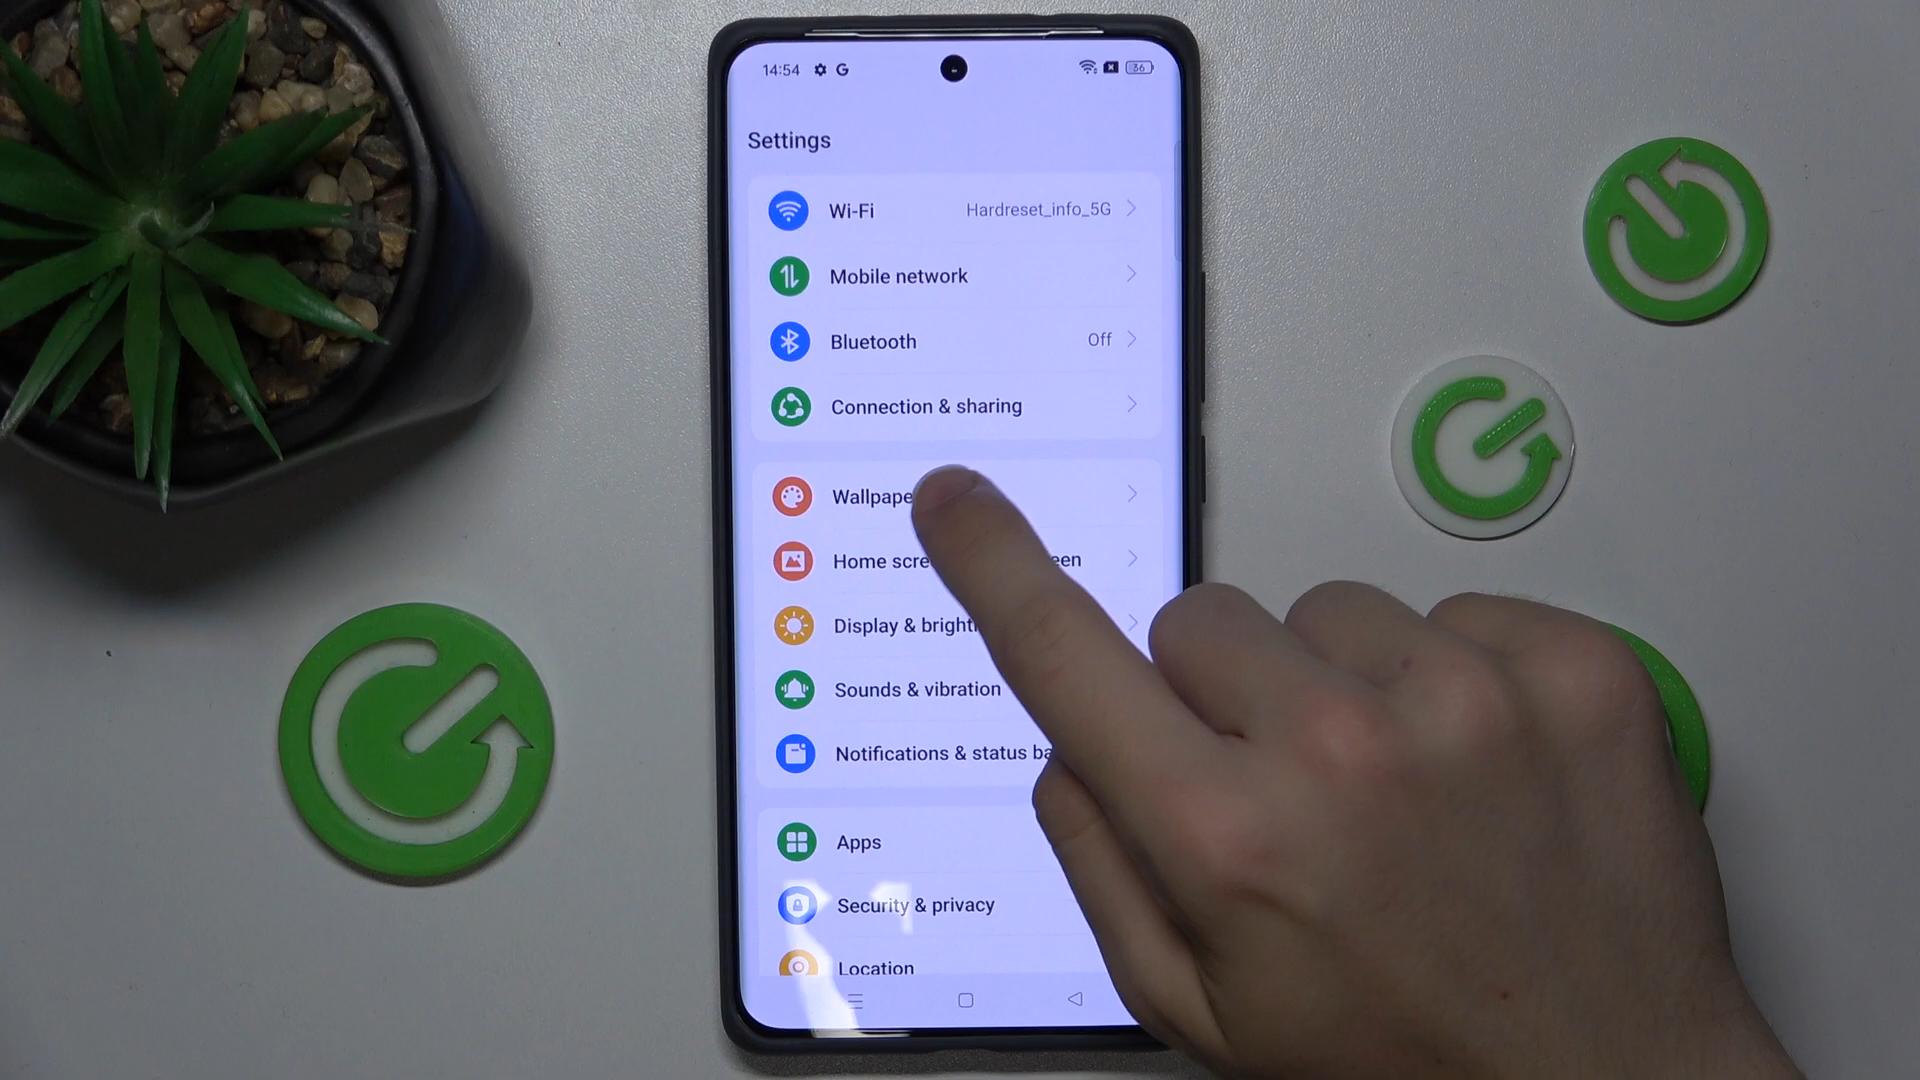 14:54 G 36
Settings
Wi-Fi Hardreset_info_5G
Mobile network
Bluetooth Off
Connection & sharing
Wallpape
Home scre een
Display & bright
Sounds & vibration
Notifications & status ba
Apps
Security & privacy
Location